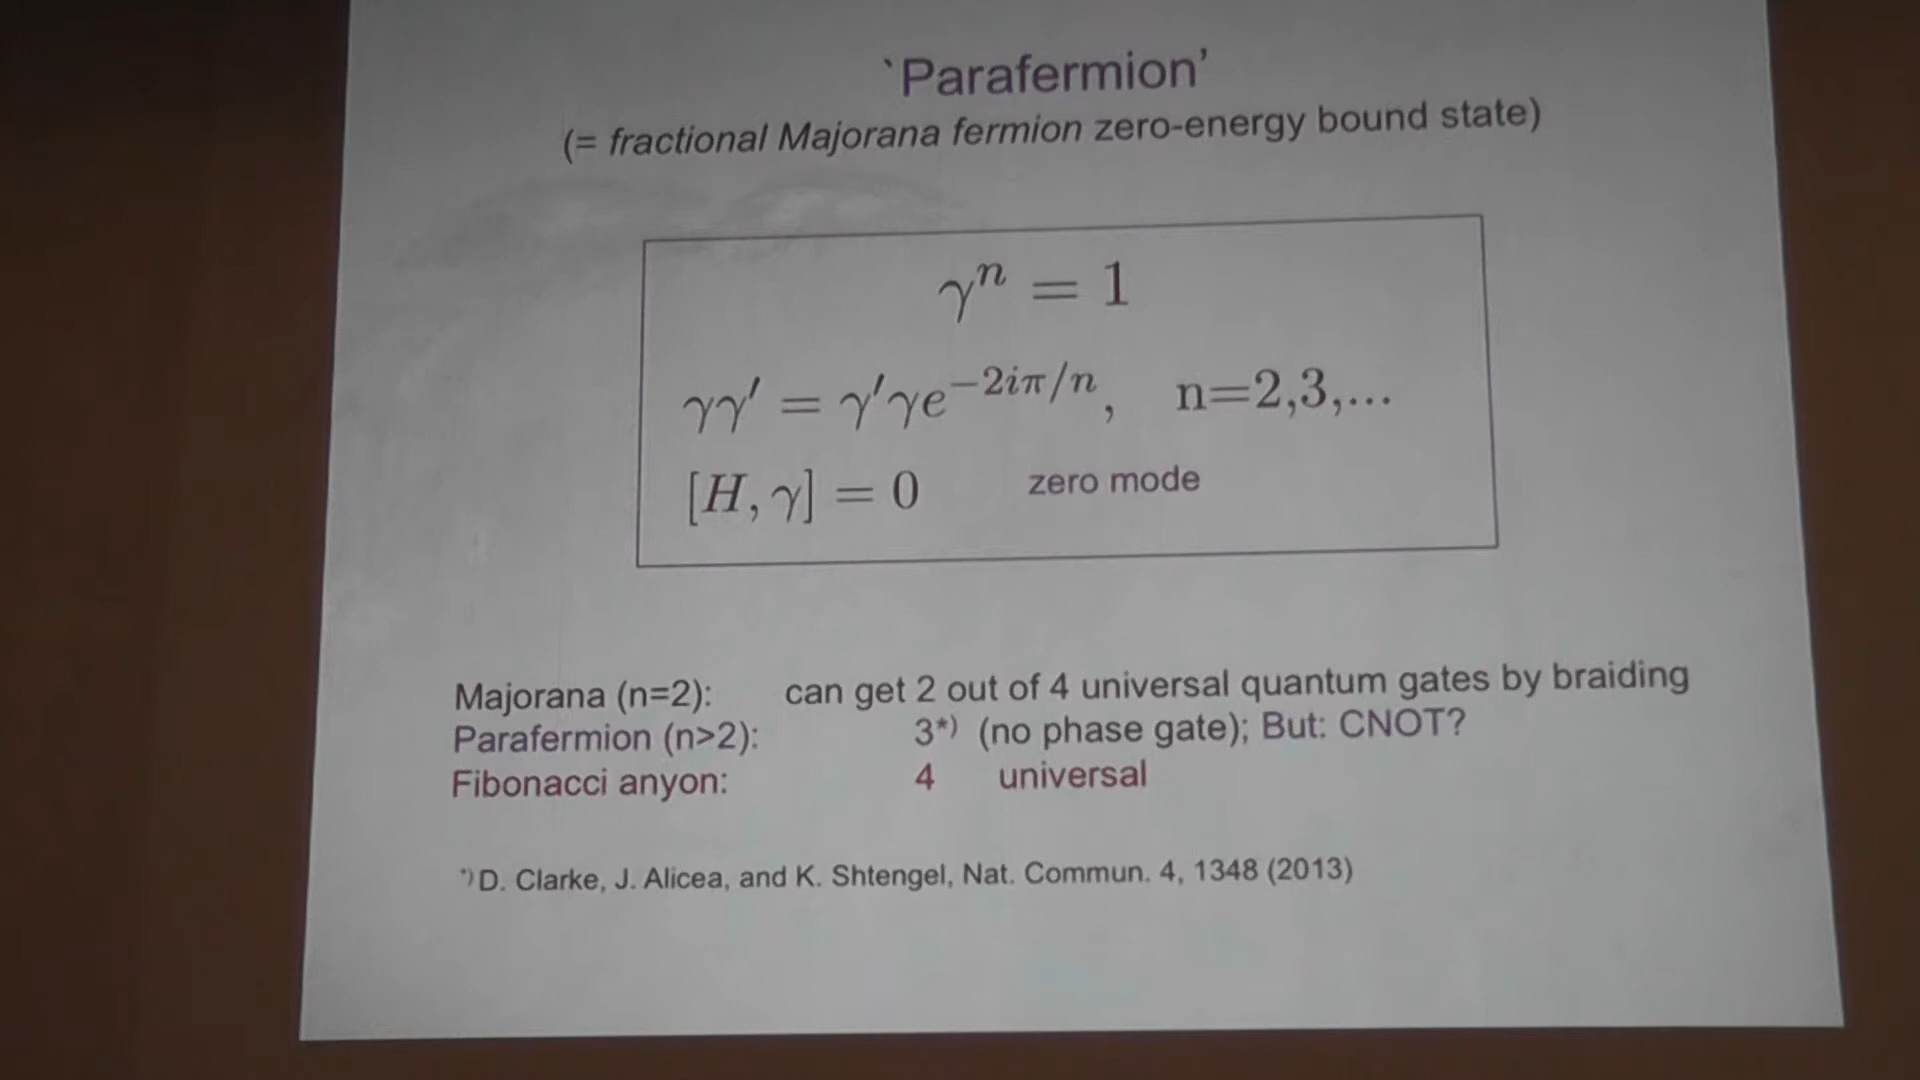 `Parafermion'
(= fractional Majorana fermion zero-energy bound state)
γⁿ = 1
γγ′ = γ′γe^{−2iπ/n}, n=2,3,...
[H, γ] = 0 zero mode
Majorana (n=2): can get 2 out of 4 universal quantum gates by braiding
Parafermion (n>2): 3*) (no phase gate); But: CNOT?
Fibonacci anyon: 4 universal
*) D. Clarke, J. Alicea, and K. Shtengel, Nat. Commun. 4, 1348 (2013)